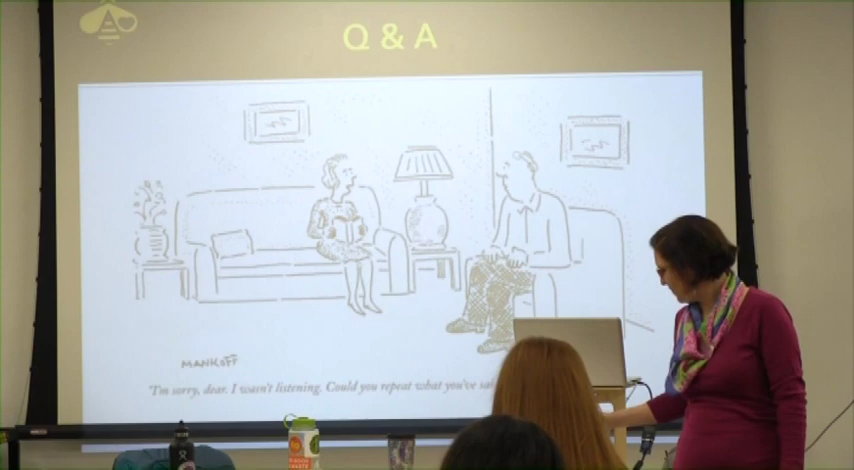 Q & A
MANKOFF
"I'm sorry, dear. I wasn't listening. Could you repeat what you've